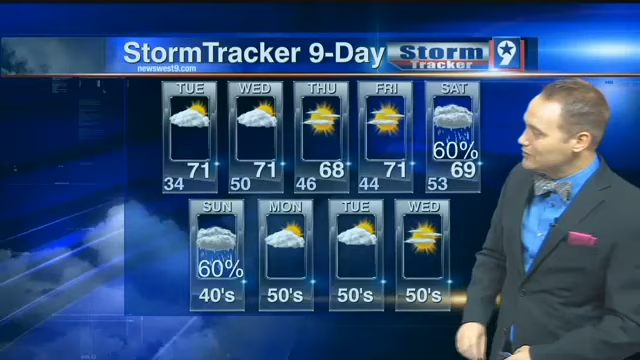 StormTracker 9-Day
Storm
Tracker
9
newswest9.com
TUE WED THU FRI SAT
60%
71 71 68 71 69
34 50 46 44 53
SUN MON TUE WED
60%
40's 50's 50's 50's